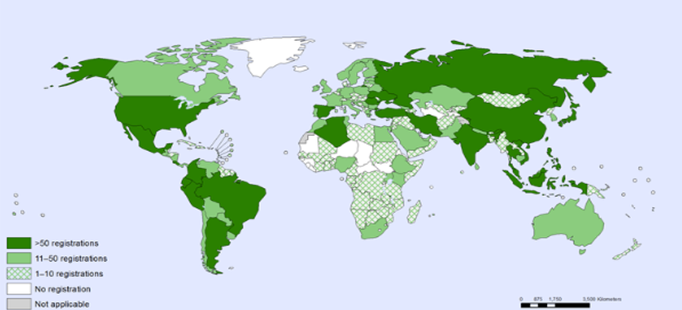 >50 registrations
11–50 registrations
1–10 registrations
No registration
Not applicable
0 875 1,750 3,500 Kilometers